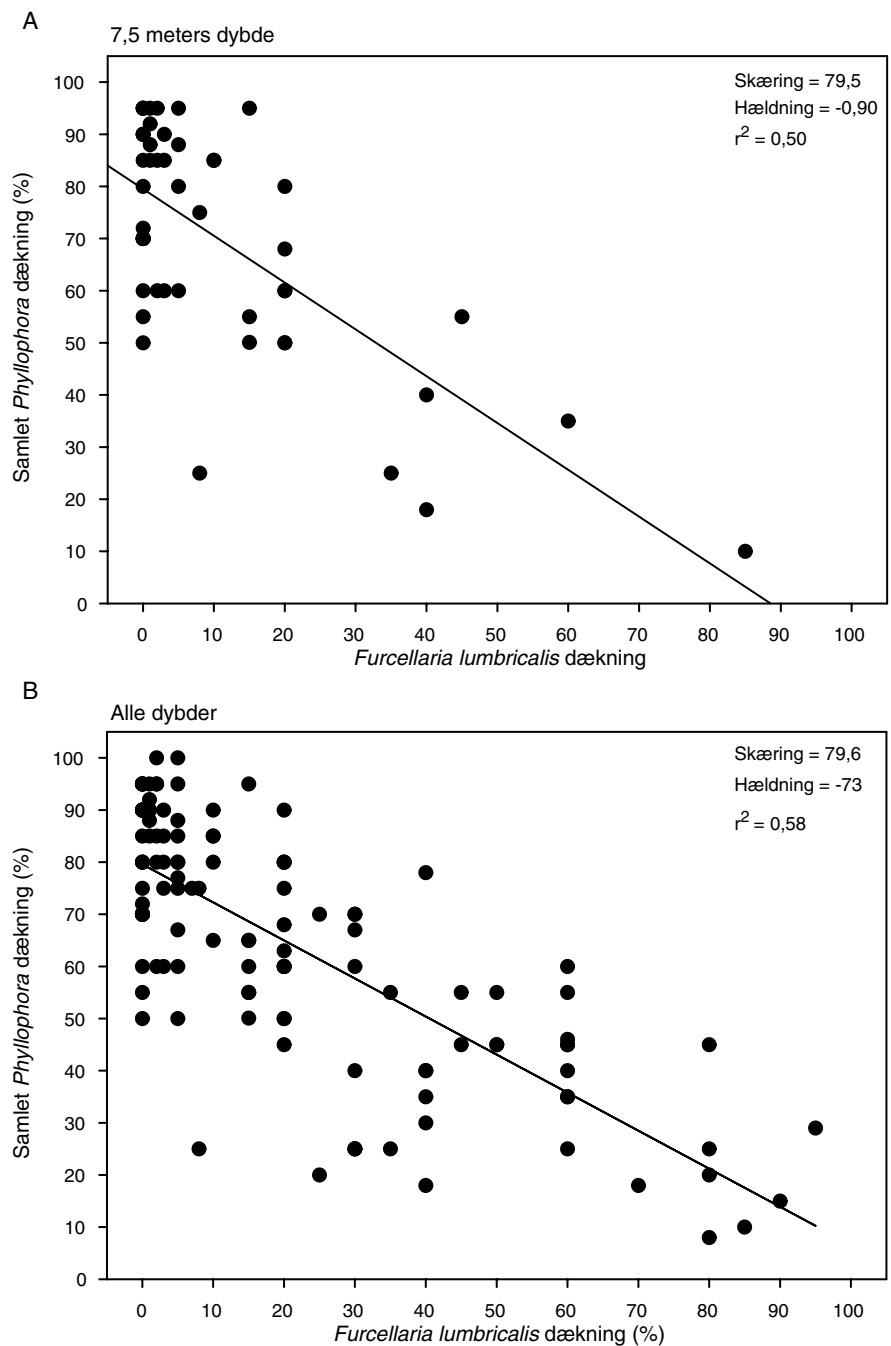 A
7,5 meters dybde
Skæring = 79,5
Hældning = -0,90
r² = 0,50
Samlet Phyllophora dækning (%)
100
90
80
70
60
50
40
30
20
10
0
0 10 20 30 40 50 60 70 80 90 100
Furcellaria lumbricalis dækning
B
Alle dybder
Skæring = 79,6
Hældning = -73
r² = 0,58
Samlet Phyllophora dækning (%)
100
90
80
70
60
50
40
30
20
10
0
0 10 20 30 40 50 60 70 80 90 100
Furcellaria lumbricalis dækning (%)